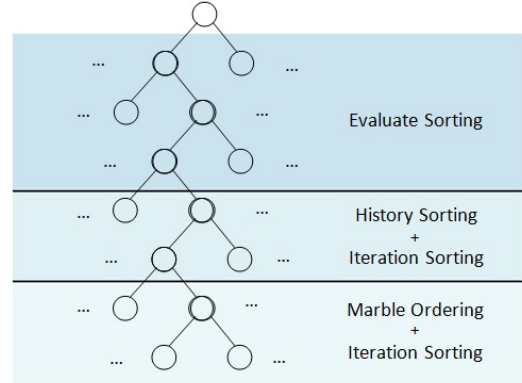 ... ...
... ...
Evaluate Sorting
... ...
... ...
History Sorting
+
... ...
Iteration Sorting
... ...
Marble Ordering
+
... ...
Iteration Sorting